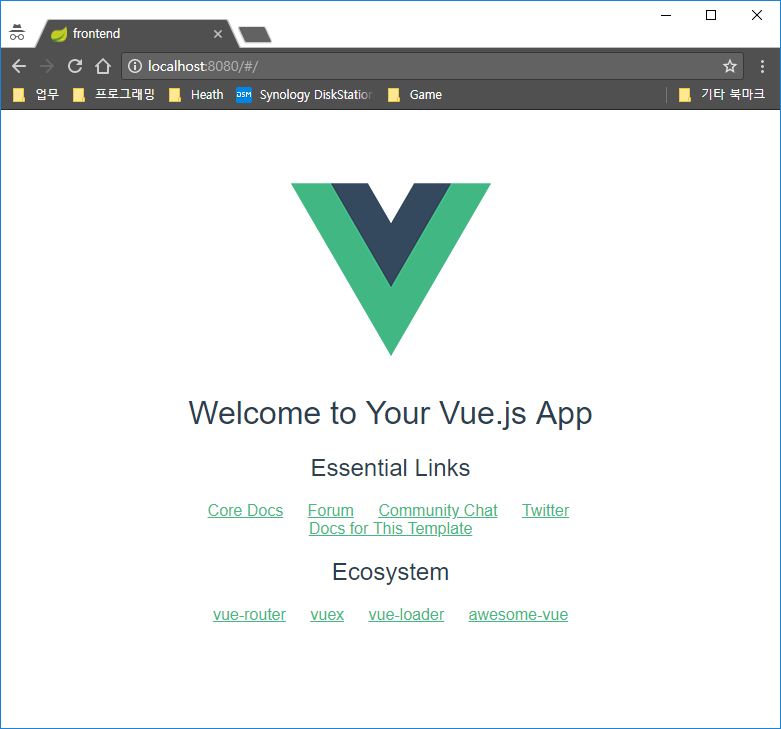 frontend
localhost:8080/#/
업무 프로그래밍 Heath DSM Synology DiskStation Game 기타 북마크
Welcome to Your Vue.js App
Essential Links
Core Docs Forum Community Chat Twitter
Docs for This Template
Ecosystem
vue-router vuex vue-loader awesome-vue